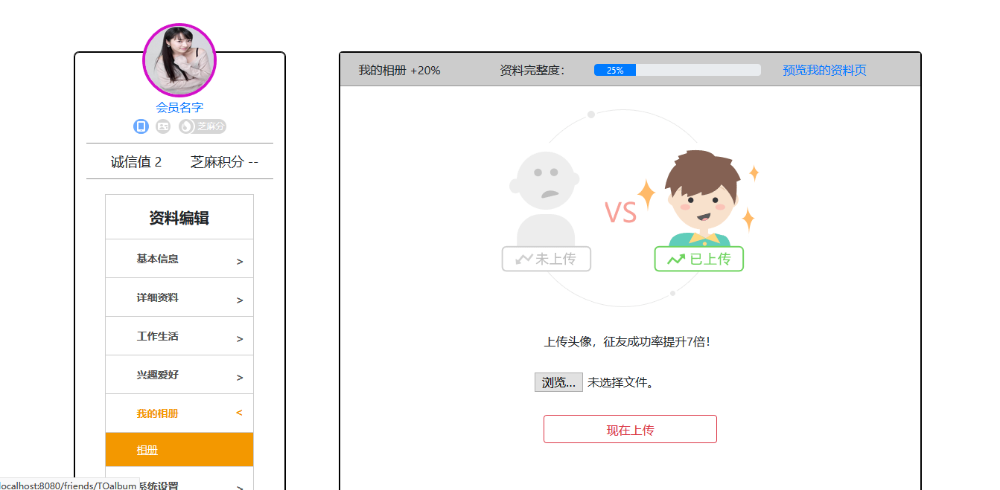 会员名字
芝麻分
诚信值 2 芝麻积分 --
资料编辑
基本信息 >
详细资料 >
工作生活 >
兴趣爱好 >
我的相册 <
相册
系统设置 >
localhost:8080/friends/TOalbum
我的相册 +20% 资料完整度： 25% 预览我的资料页
VS
未上传
已上传
上传头像，征友成功率提升7倍！
浏览... 未选择文件。
现在上传